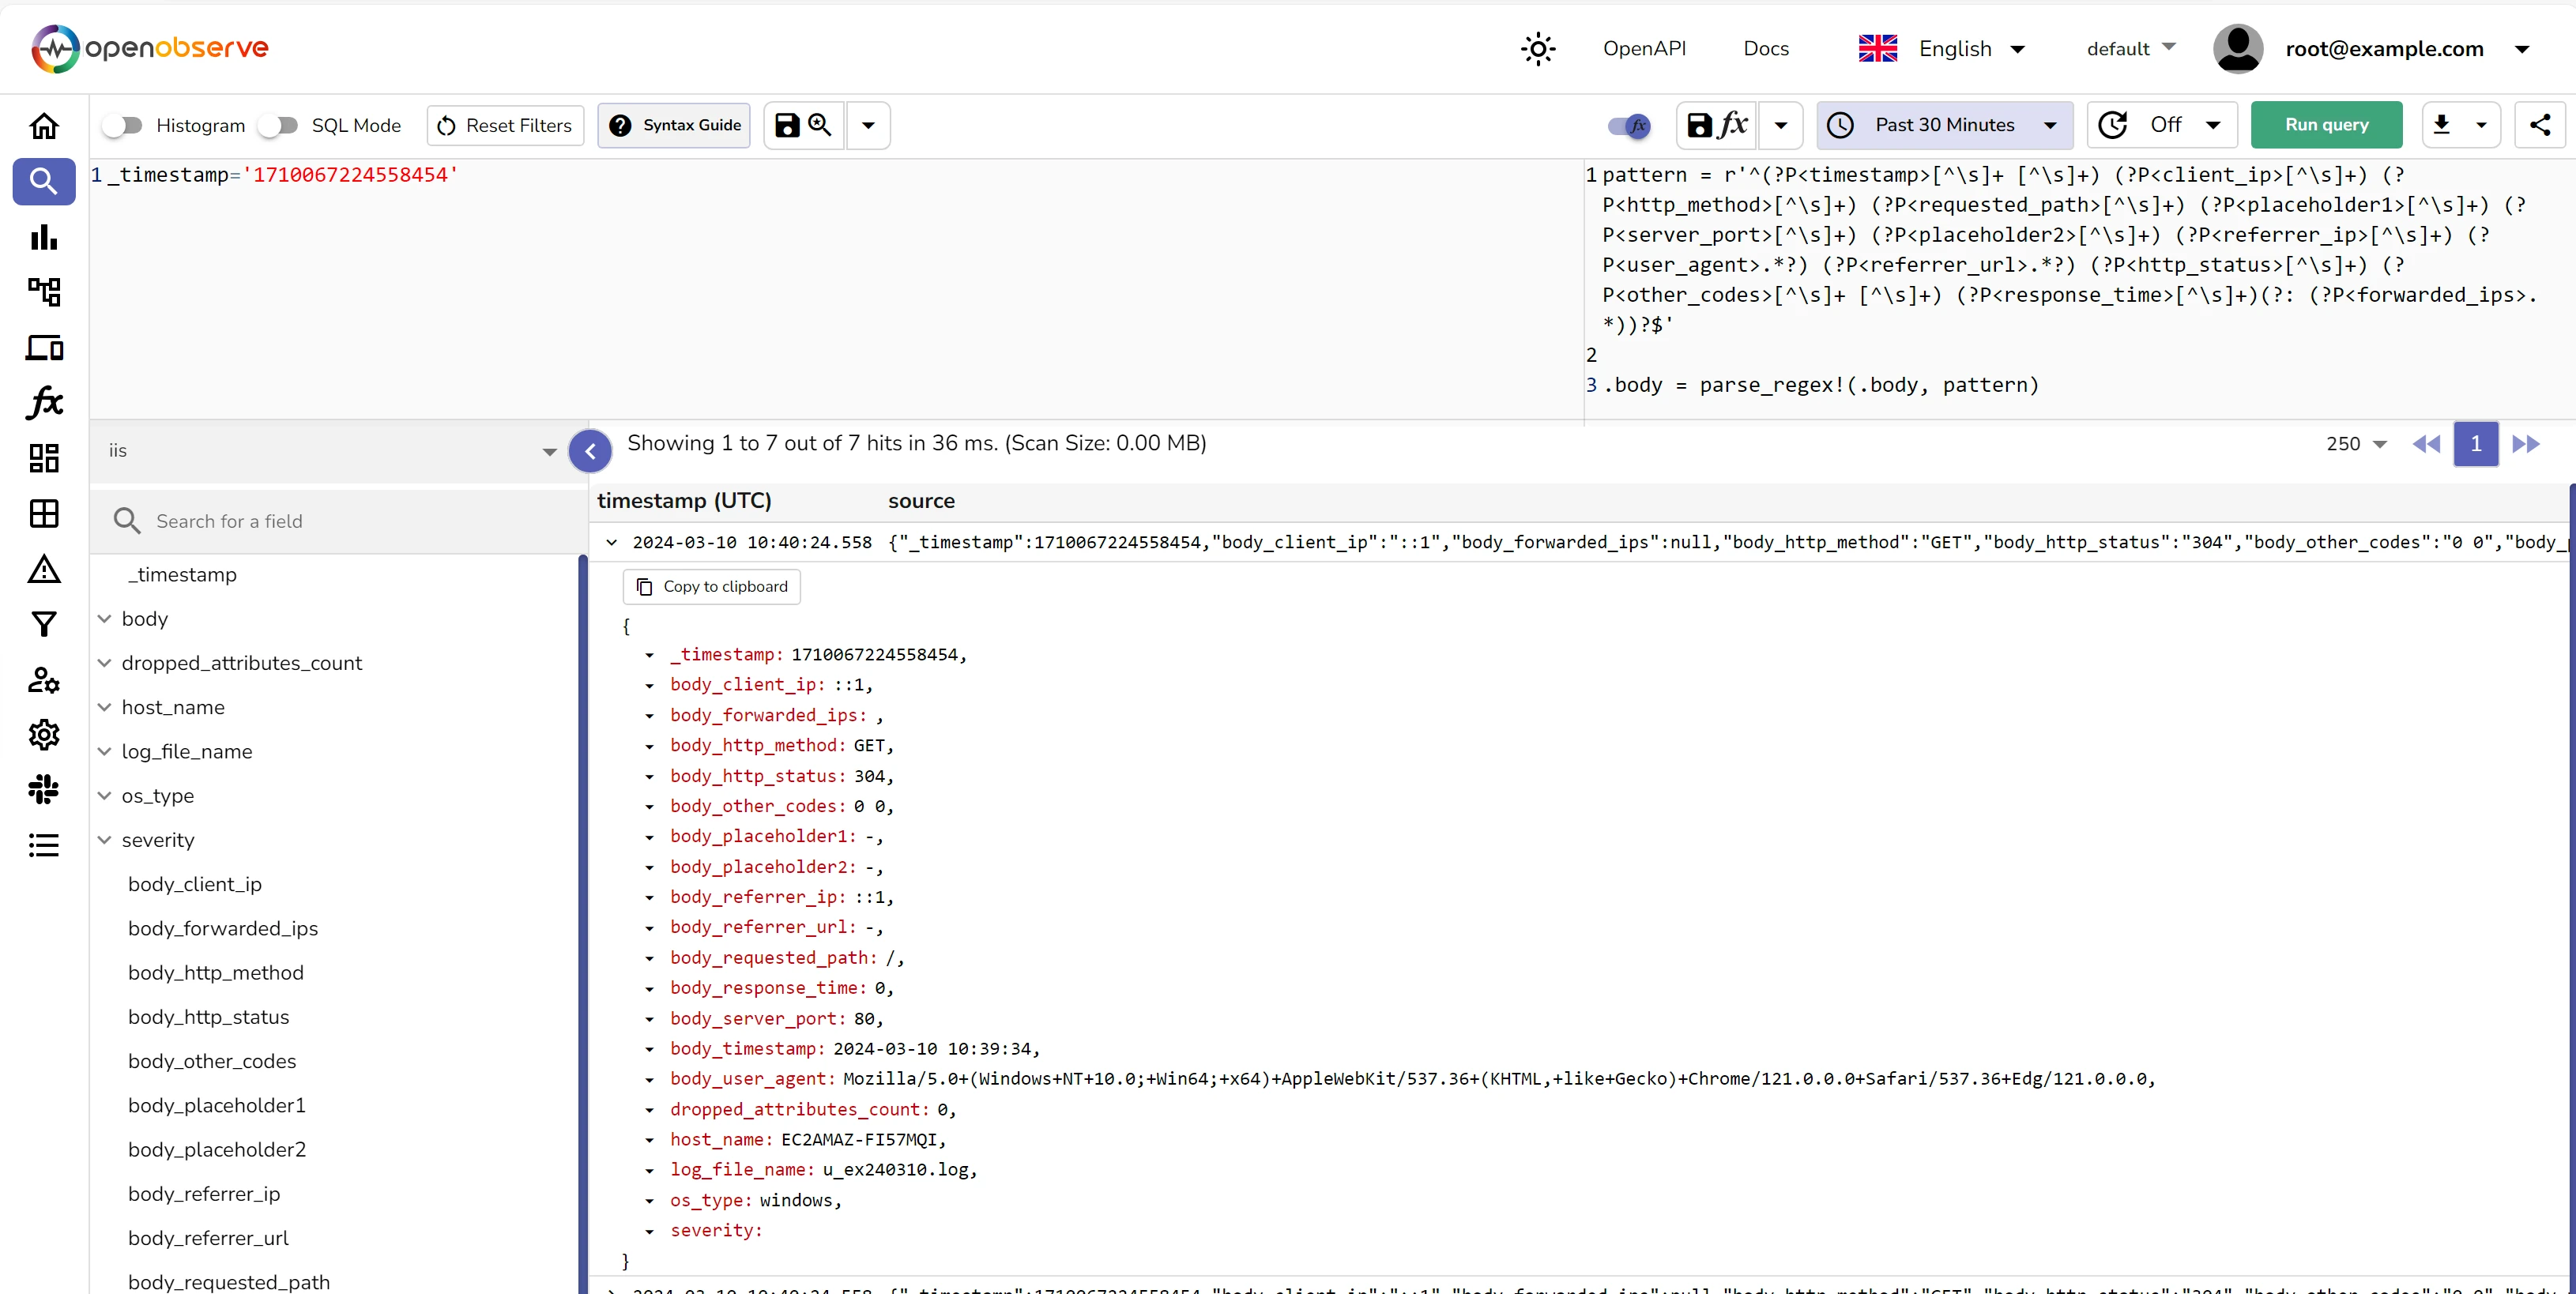 openobserve
OpenAPI
Docs
English
default
root@example.com
Histogram
SQL Mode
Reset Filters
Syntax Guide
fx
fx
Past 30 Minutes
Off
Run query
1 _timestamp='1710067224558454'
1 pattern = r'^(?P<timestamp>[^\s]+ [^\s]+) (?P<client_ip>[^\s]+) (?
P<http_method>[^\s]+) (?P<requested_path>[^\s]+) (?P<placeholder1>[^\s]+) (?
P<server_port>[^\s]+) (?P<placeholder2>[^\s]+) (?P<referrer_ip>[^\s]+) (?
P<user_agent>.*?) (?P<referrer_url>.*?) (?P<http_status>[^\s]+) (?
P<other_codes>[^\s]+ [^\s]+) (?P<response_time>[^\s]+)(?: (?P<forwarded_ips>.
*))?$'
2
3 .body = parse_regex!(.body, pattern)
fx
iis
Showing 1 to 7 out of 7 hits in 36 ms. (Scan Size: 0.00 MB)
250
1
Search for a field
_timestamp
body
dropped_attributes_count
host_name
log_file_name
os_type
severity
body_client_ip
body_forwarded_ips
body_http_method
body_http_status
body_other_codes
body_placeholder1
body_placeholder2
body_referrer_ip
body_referrer_url
body_requested_path
timestamp (UTC) source
2024-03-10 10:40:24.558 {"_timestamp":1710067224558454,"body_client_ip":"::1","body_forwarded_ips":null,"body_http_method":"GET","body_http_status":"304","body_other_codes":"0 0","body_
Copy to clipboard
{
_timestamp: 1710067224558454,
body_client_ip: ::1,
body_forwarded_ips: ,
body_http_method: GET,
body_http_status: 304,
body_other_codes: 0 0,
body_placeholder1: -,
body_placeholder2: -,
body_referrer_ip: ::1,
body_referrer_url: -,
body_requested_path: /,
body_response_time: 0,
body_server_port: 80,
body_timestamp: 2024-03-10 10:39:34,
body_user_agent: Mozilla/5.0+(Windows+NT+10.0;+Win64;+x64)+AppleWebKit/537.36+(KHTML,+like+Gecko)+Chrome/121.0.0.0+Safari/537.36+Edg/121.0.0.0,
dropped_attributes_count: 0,
host_name: EC2AMAZ-FI57MQI,
log_file_name: u_ex240310.log,
os_type: windows,
severity:
}